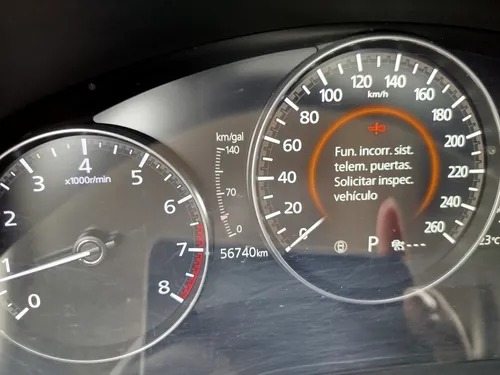 0
1
2
3
4
5
6
7
8
x1000r/min
km/gal
140
70
0
56740km
0
20
40
60
80
100
120
140
160
180
200
220
240
260
km/h
Fun. incorr. sist.
telem. puertas.
Solicitar inspec.
vehículo
P
---
23°C